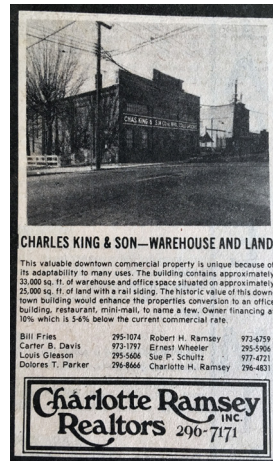 CHAS. KING &
CHARLES KING & SON—WAREHOUSE AND LAND
This valuable downtown commercial property is unique because of
its adaptability to many uses. The building contains approximately
33,000 sq. ft. of warehouse and office space situated on approximately
25,000 sq. ft. of land with a rail siding. The historic value of this down
town building would enhance the properties conversion to an office
building, restaurant, mini-mall, to name a few. Owner financing at
10% which is 5-6% below the current commercial rate.
Bill Fries 295-1074 Robert H. Ramsey 973-6759
Carter B. Davis 973-1797 Ernest Wheeler 295-5906
Louis Gleason 295-5606 Sue P. Schultz 977-4721
Dolores T. Parker 296-8666 Charlotte H. Ramsey 296-4831
Charlotte Ramsey
Realtors INC.
296-7171